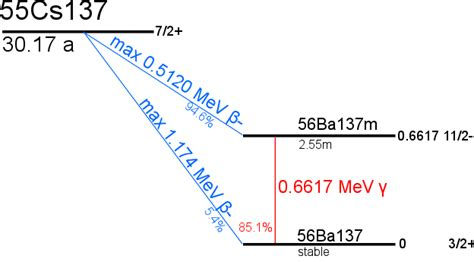 55Cs137
30.17 a
7/2+
max 0.5120 MeV β-
94.6%
max 1.174 MeV β-
5.4%
56Ba137m
2.55m
0.6617 11/2-
0.6617 MeV γ
85.1%
56Ba137
stable
0 3/2+